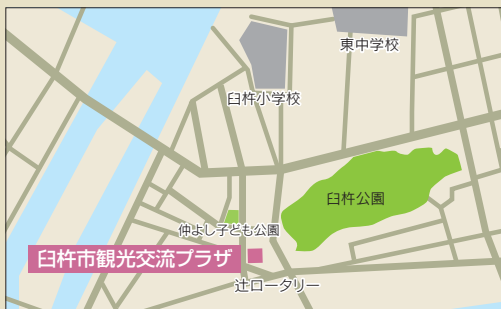 東中学校
臼杵小学校
臼杵公園
仲よし子ども公園
臼杵市観光交流プラザ
辻ロータリー